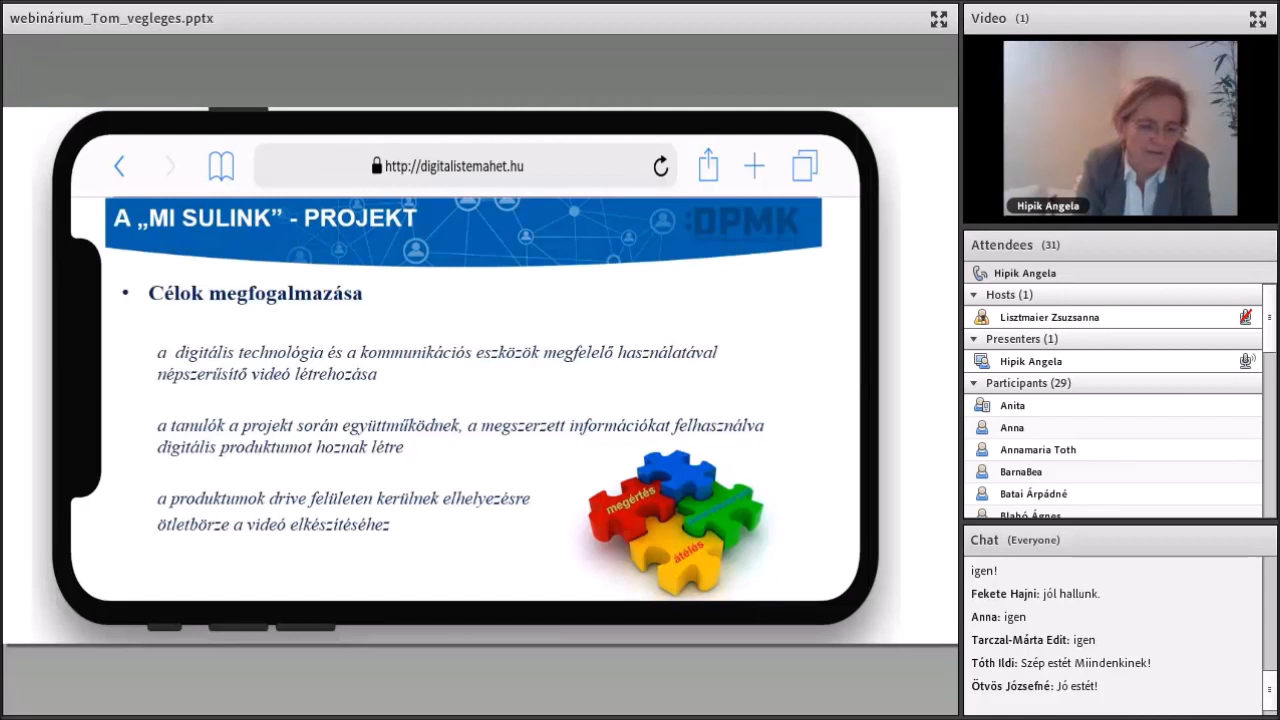 webinárium_Tom_vegleges.pptx
http://digitalistemahet.hu
A „MI SULINK” - PROJEKT
:DPMK
• Célok megfogalmazása
a digitális technológia és a kommunikációs eszközök megfelelő használatával
népszerűsítő videó létrehozása
a tanulók a projekt során együttműködnek, a megszerzett információkat felhasználva
digitális produktumot hoznak létre
a produktumok drive felületen kerülnek elhelyezésre
ötletbörze a videó elkészítéséhez
megértés
átélés
Video (1)
Hipik Angela
Attendees (31)
Hipik Angela
Hosts (1)
Lisztmaier Zsuzsanna
Presenters (1)
Hipik Angela
Participants (29)
Anita
Anna
Annamaria Toth
BarnaBea
Batai Árpádné
Blahó Ágnes
Chat (Everyone)
igen!
Fekete Hajni: jól hallunk.
Anna: igen
Tarczal-Márta Edit: igen
Tóth Ildi: Szép estét Miindenkinek!
Ötvös Józsefné: Jó estét!